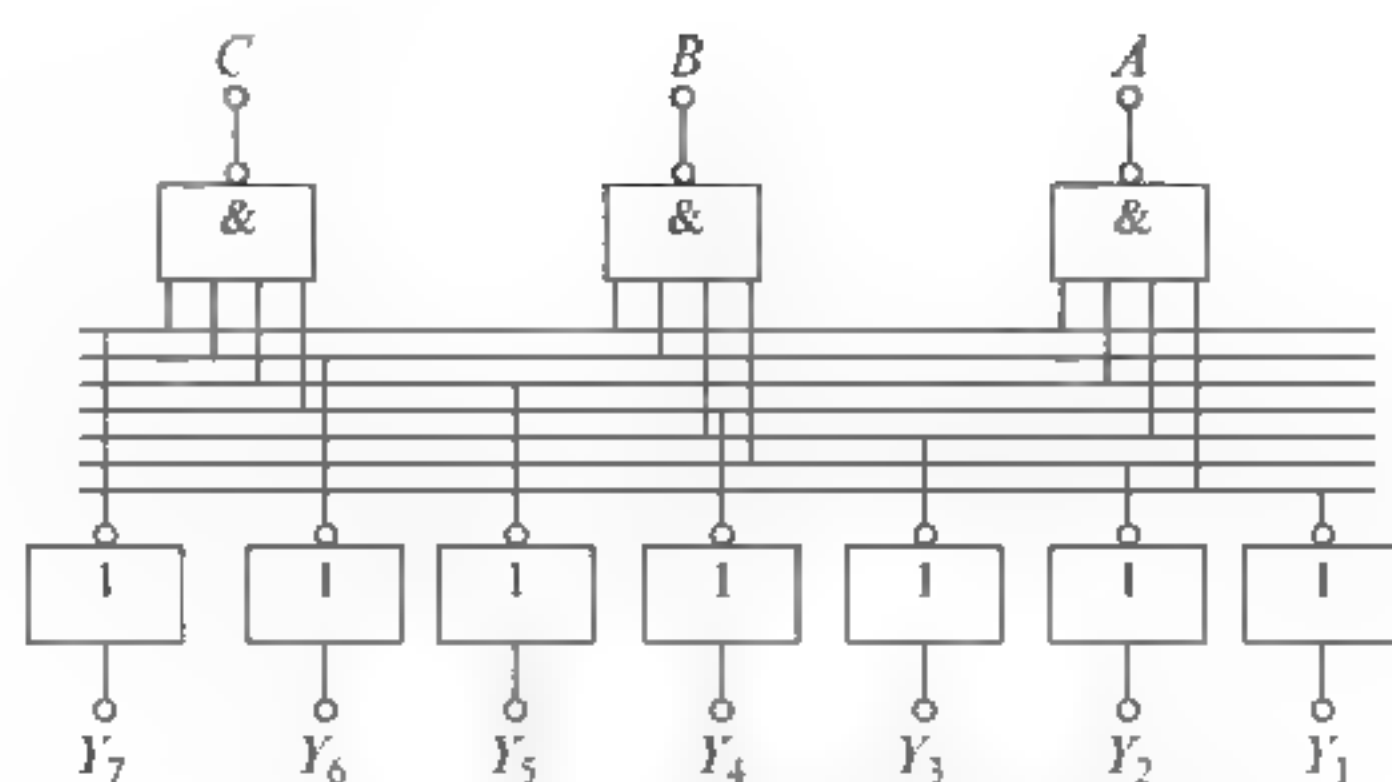 C B A
& & &
1 1 1 1 1 1 1
Y₇ Y₆ Y₅ Y₄ Y₃ Y₂ Y₁